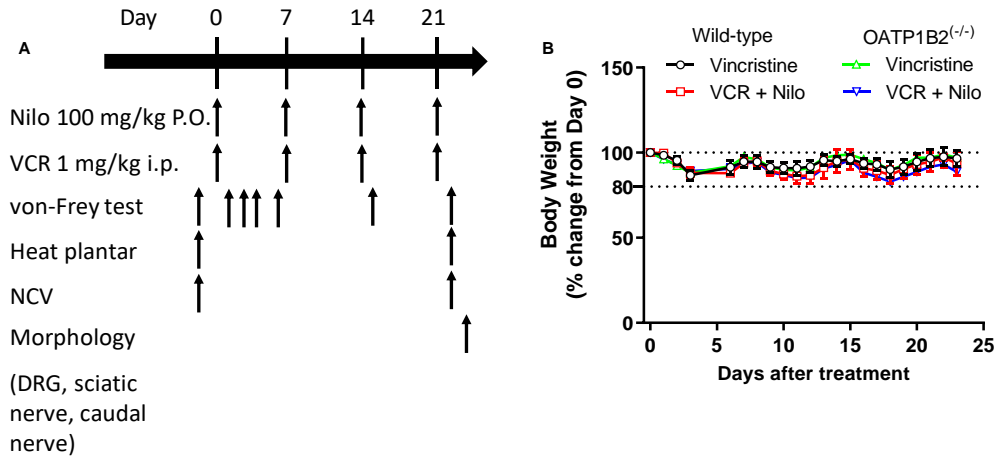 Day 0 7 14 21
A
Nilo 100 mg/kg P.O.
VCR 1 mg/kg i.p.
von-Frey test
Heat plantar
NCV
Morphology
(DRG, sciatic
nerve, caudal
nerve)
B
Wild-type OATP1B2(-/-)
Vincristine Vincristine
VCR + Nilo VCR + Nilo
Body Weight
(% change from Day 0)
150
100
80
50
0
0 5 10 15 20 25
Days after treatment